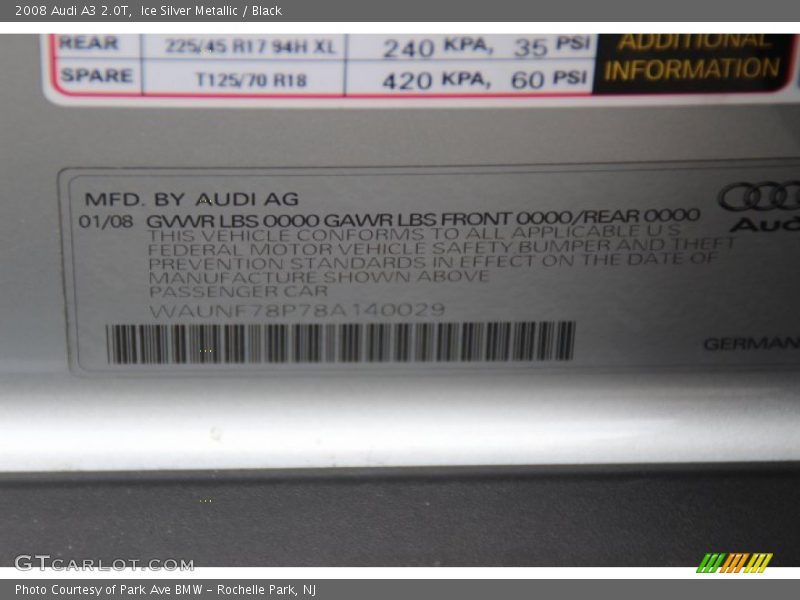 2008 Audi A3 2.0T, Ice Silver Metallic / Black
REAR 225/45 R17 94H XL 240 KPA, 35 PSI
SPARE T125/70 R18 420 KPA, 60 PSI
ADDITIONAL
INFORMATION
MFD. BY AUDI AG
01/08 GVWR LBS 0000 GAWR LBS FRONT 0000/REAR 0000
THIS VEHICLE CONFORMS TO ALL APPLICABLE U S
FEDERAL MOTOR VEHICLE SAFETY, BUMPER AND THEFT
PREVENTION STANDARDS IN EFFECT ON THE DATE OF
MANUFACTURE SHOWN ABOVE
PASSENGER CAR
WAUNF78P78A140029
Audi
GERMAN
GTCARLOT.COM
Photo Courtesy of Park Ave BMW - Rochelle Park, NJ